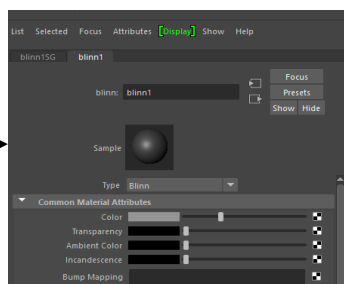 List Selected Focus Attributes [Display] Show Help
blinn1SG blinn1
Focus
blinn: blinn1
Presets
Show Hide
Sample
Type Blinn
Common Material Attributes
Color
Transparency
Ambient Color
Incandescence
Bump Mapping